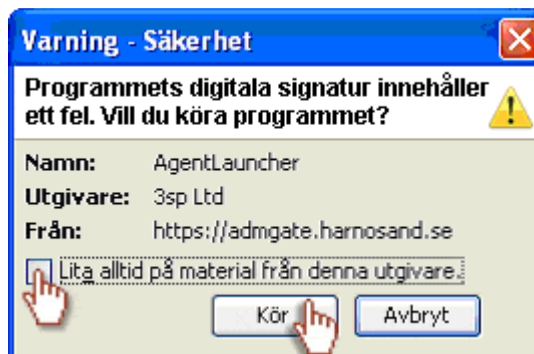 Varning - Säkerhet
Programmets digitala signatur innehåller
ett fel. Vill du köra programmet?
Namn: AgentLauncher
Utgivare: 3sp Ltd
Från: https://admgate.harnosand.se
Lita alltid på material från denna utgivare.
Kör Avbryt